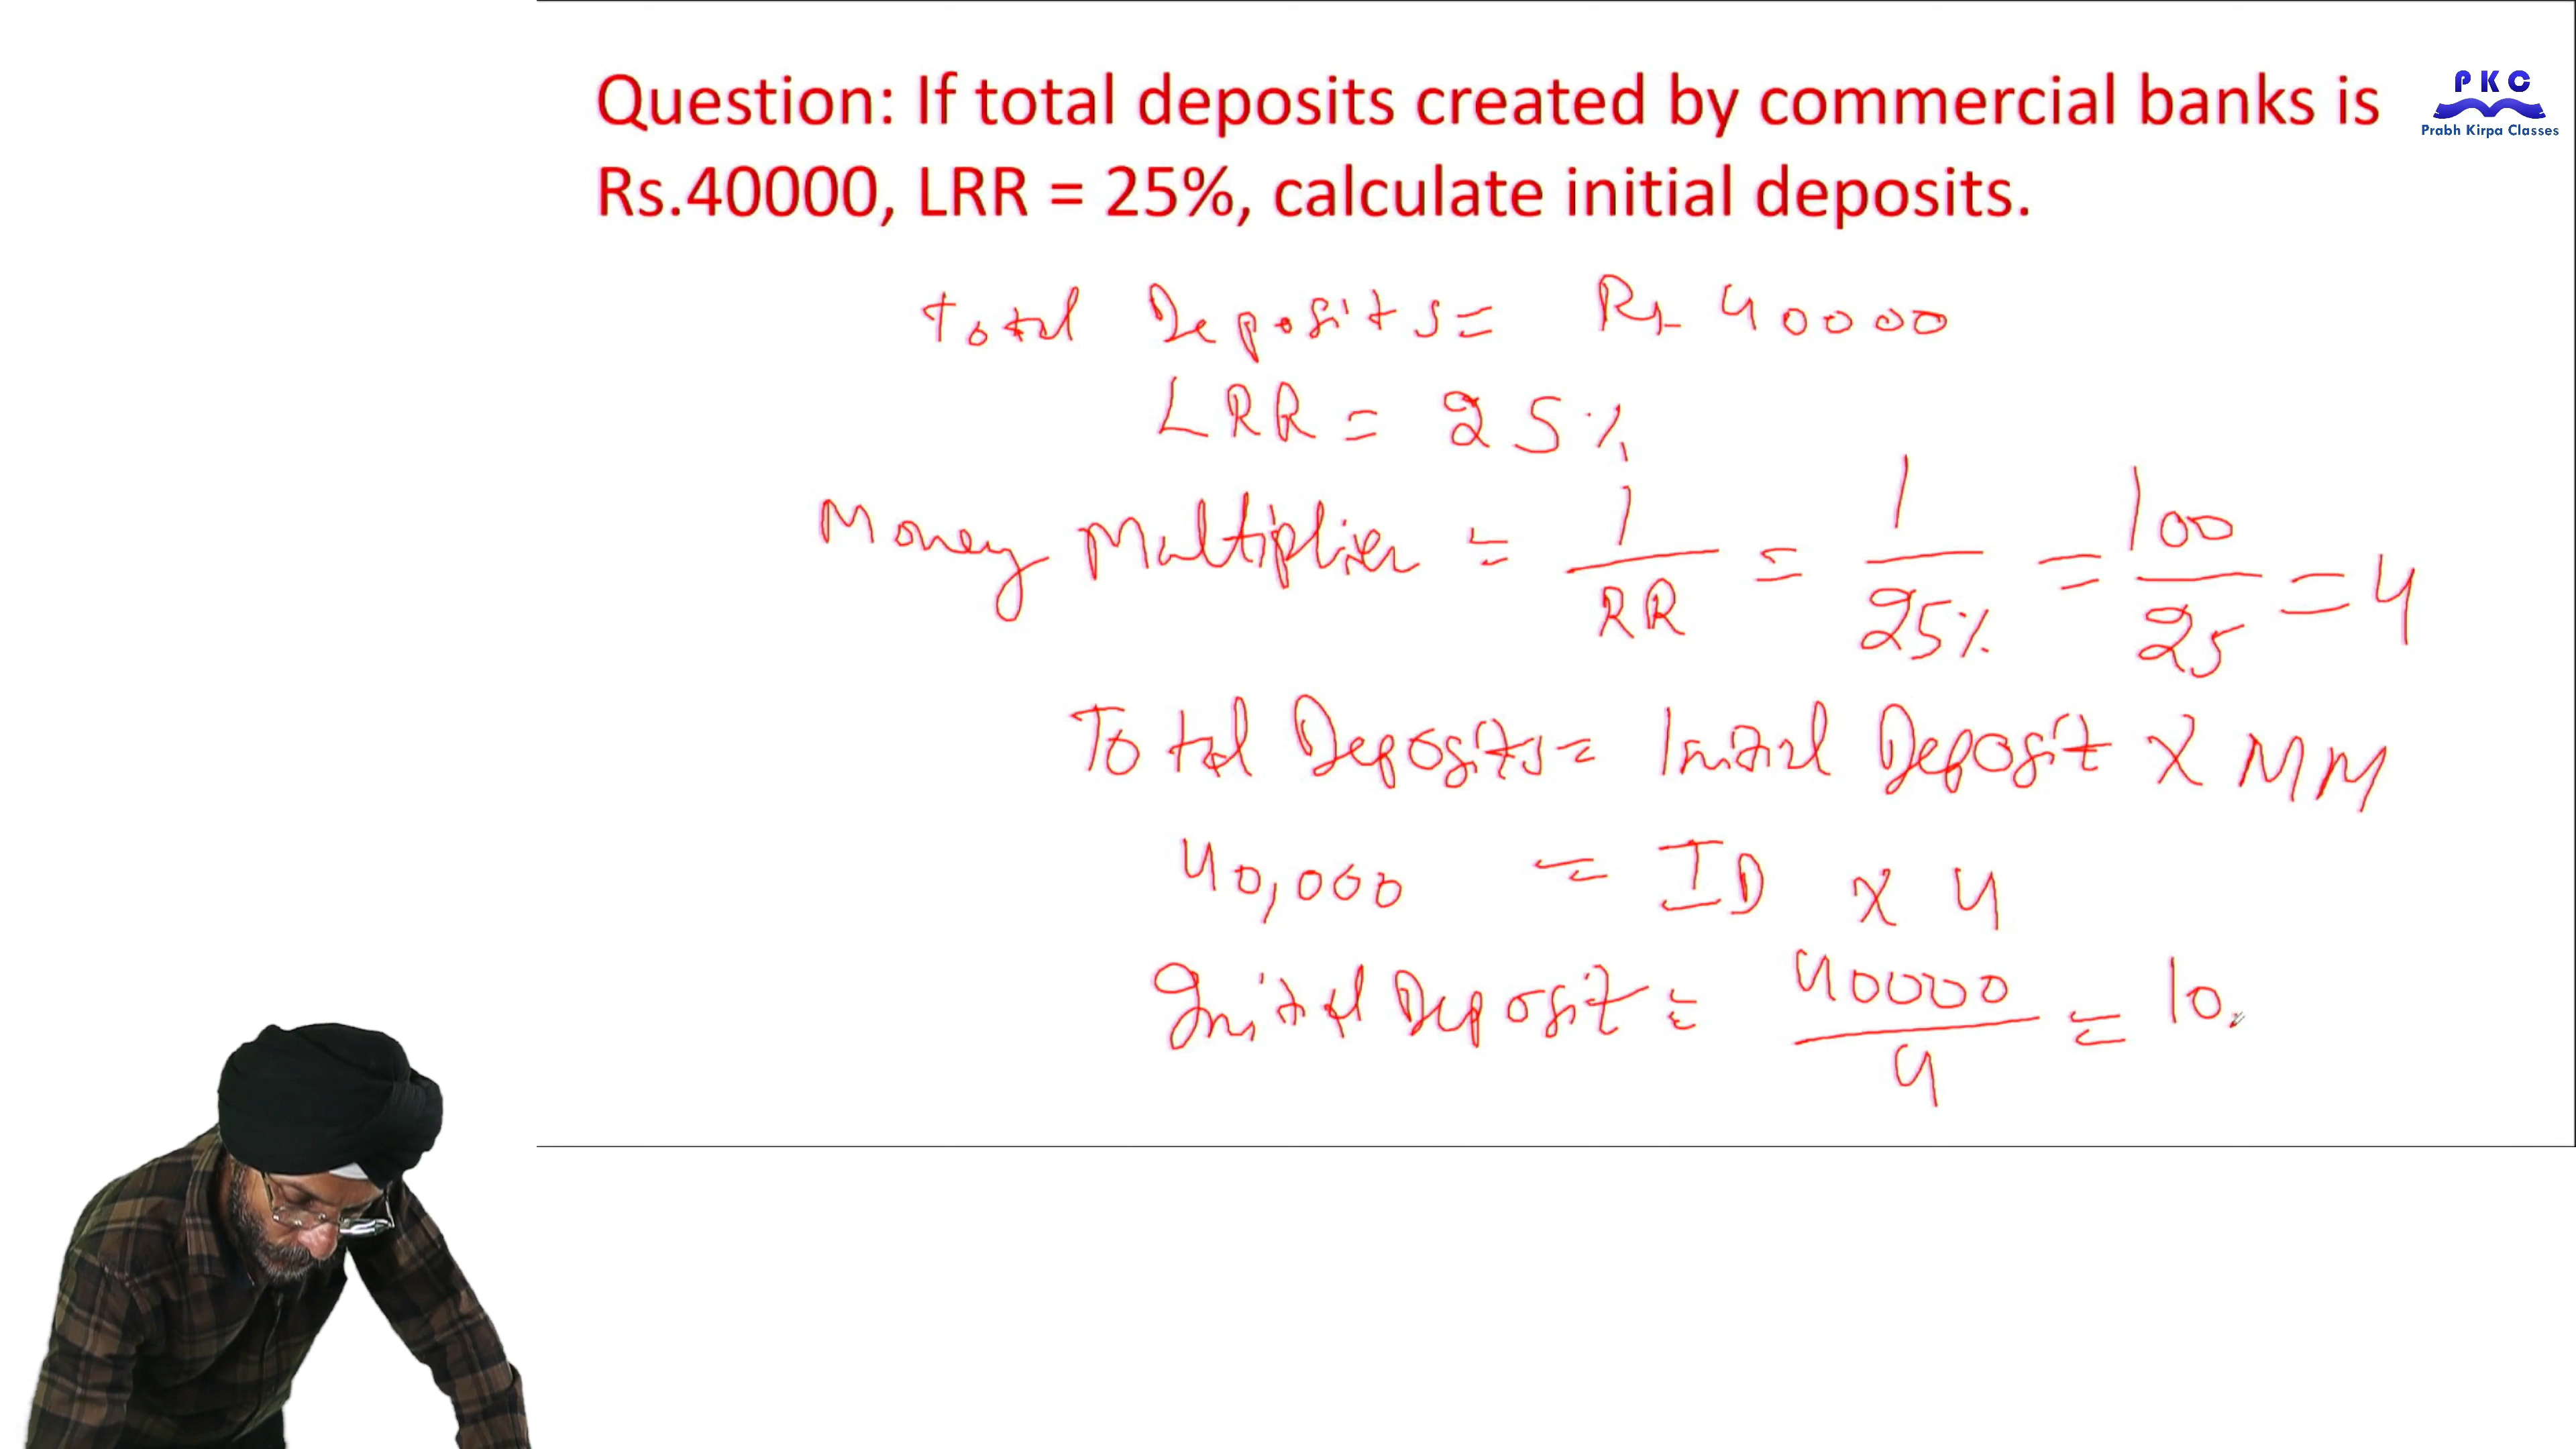 Question: If total deposits created by commercial banks is
Rs.40000, LRR = 25%, calculate initial deposits.
PKC
Prabh Kirpa Classes
Total Deposits = Rs 40000
LRR = 25%
Money Multiplier = 1/RR = 1/25% = 100/25 = 4
Total Deposits = Initial Deposit X MM
40,000 = ID X 4
Initial Deposit = 40000/4 = 10,